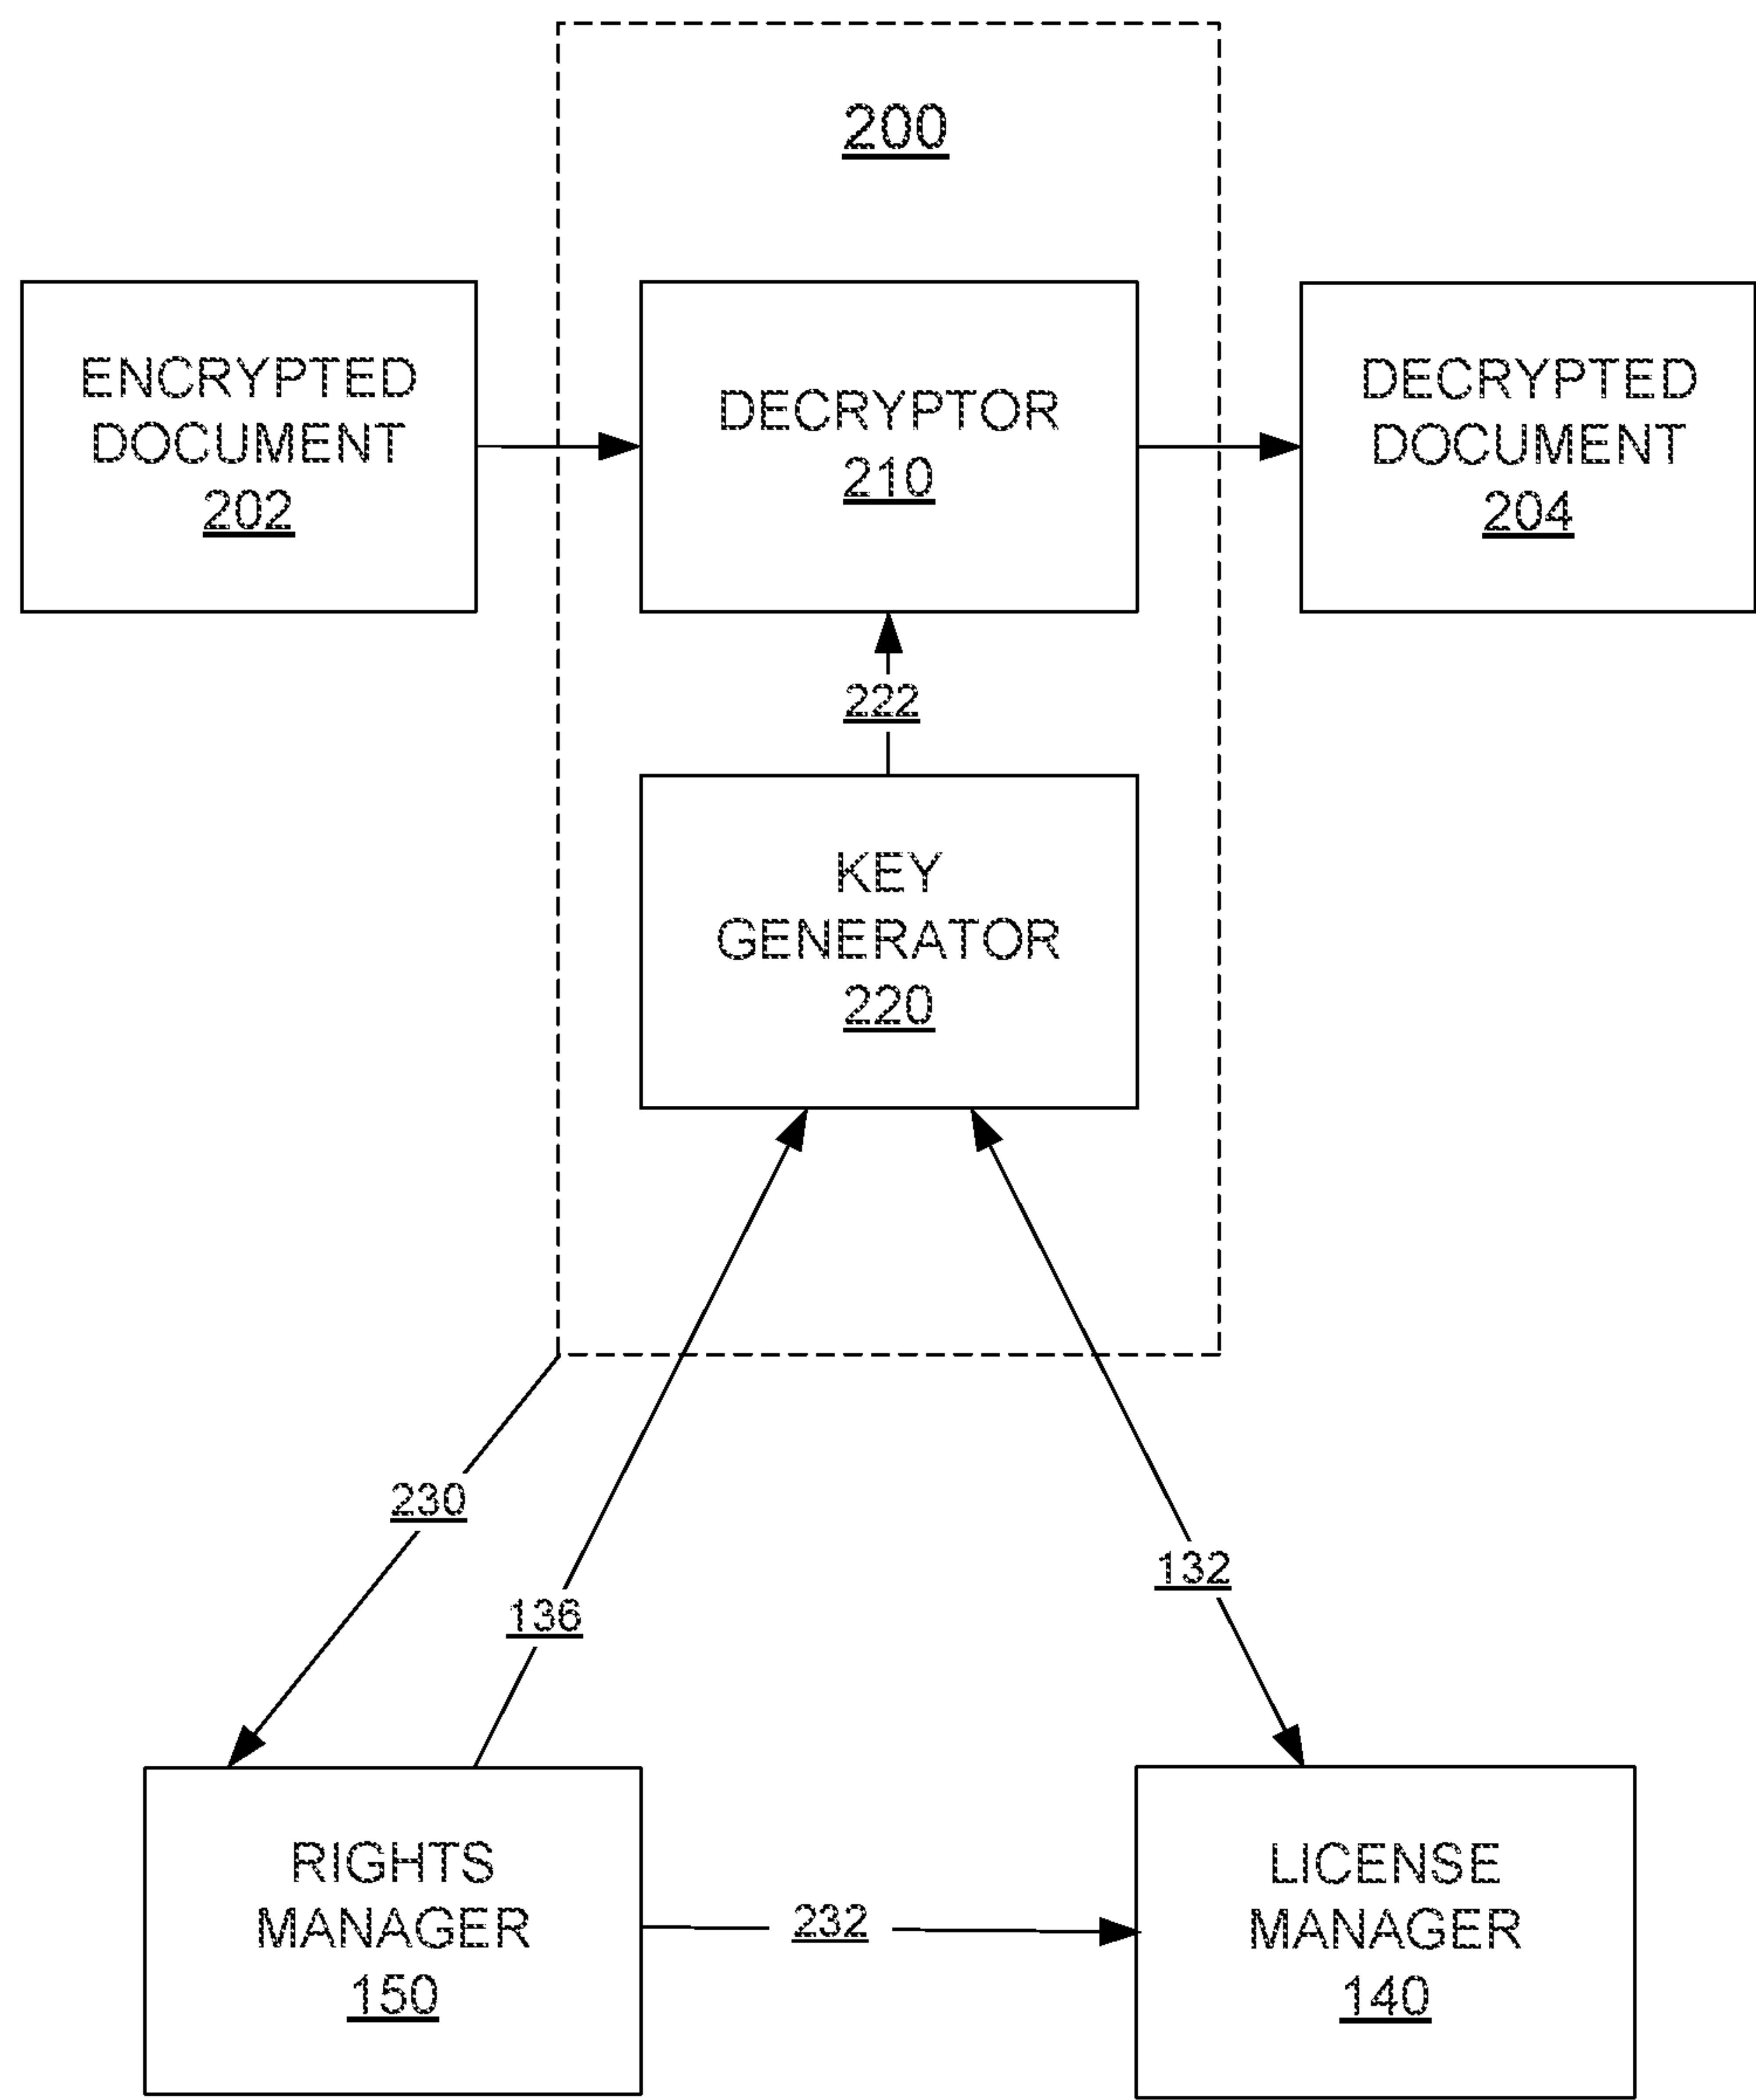 200
ENCRYPTED
DOCUMENT
202
DECRYPTOR
210
DECRYPTED
DOCUMENT
204
222
KEY
GENERATOR
220
230
136
132
RIGHTS
MANAGER
150
232
LICENSE
MANAGER
140